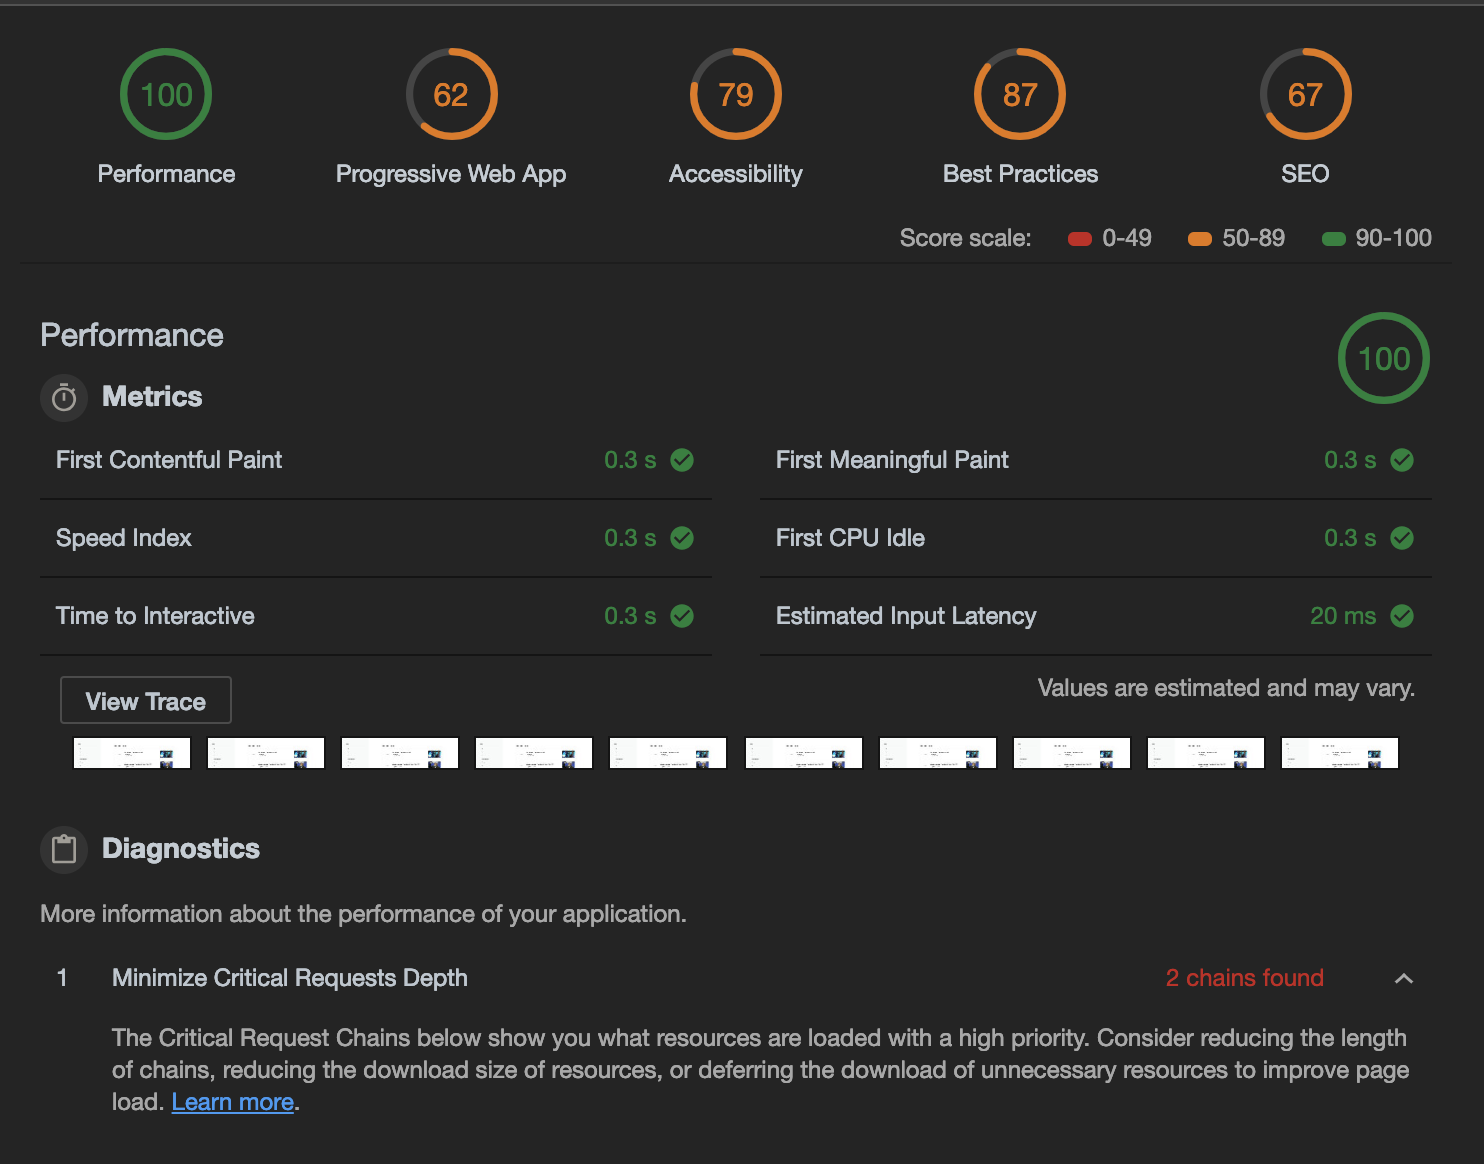 100 62 79 87 67
Performance Progressive Web App Accessibility Best Practices SEO
Score scale: 0-49 50-89 90-100
Performance
100
Metrics
First Contentful Paint 0.3 s
First Meaningful Paint 0.3 s
Speed Index 0.3 s
First CPU Idle 0.3 s
Time to Interactive 0.3 s
Estimated Input Latency 20 ms
View Trace
Values are estimated and may vary.
Diagnostics
More information about the performance of your application.
1 Minimize Critical Requests Depth 2 chains found
The Critical Request Chains below show you what resources are loaded with a high priority. Consider reducing the length
of chains, reducing the download size of resources, or deferring the download of unnecessary resources to improve page
load. Learn more.